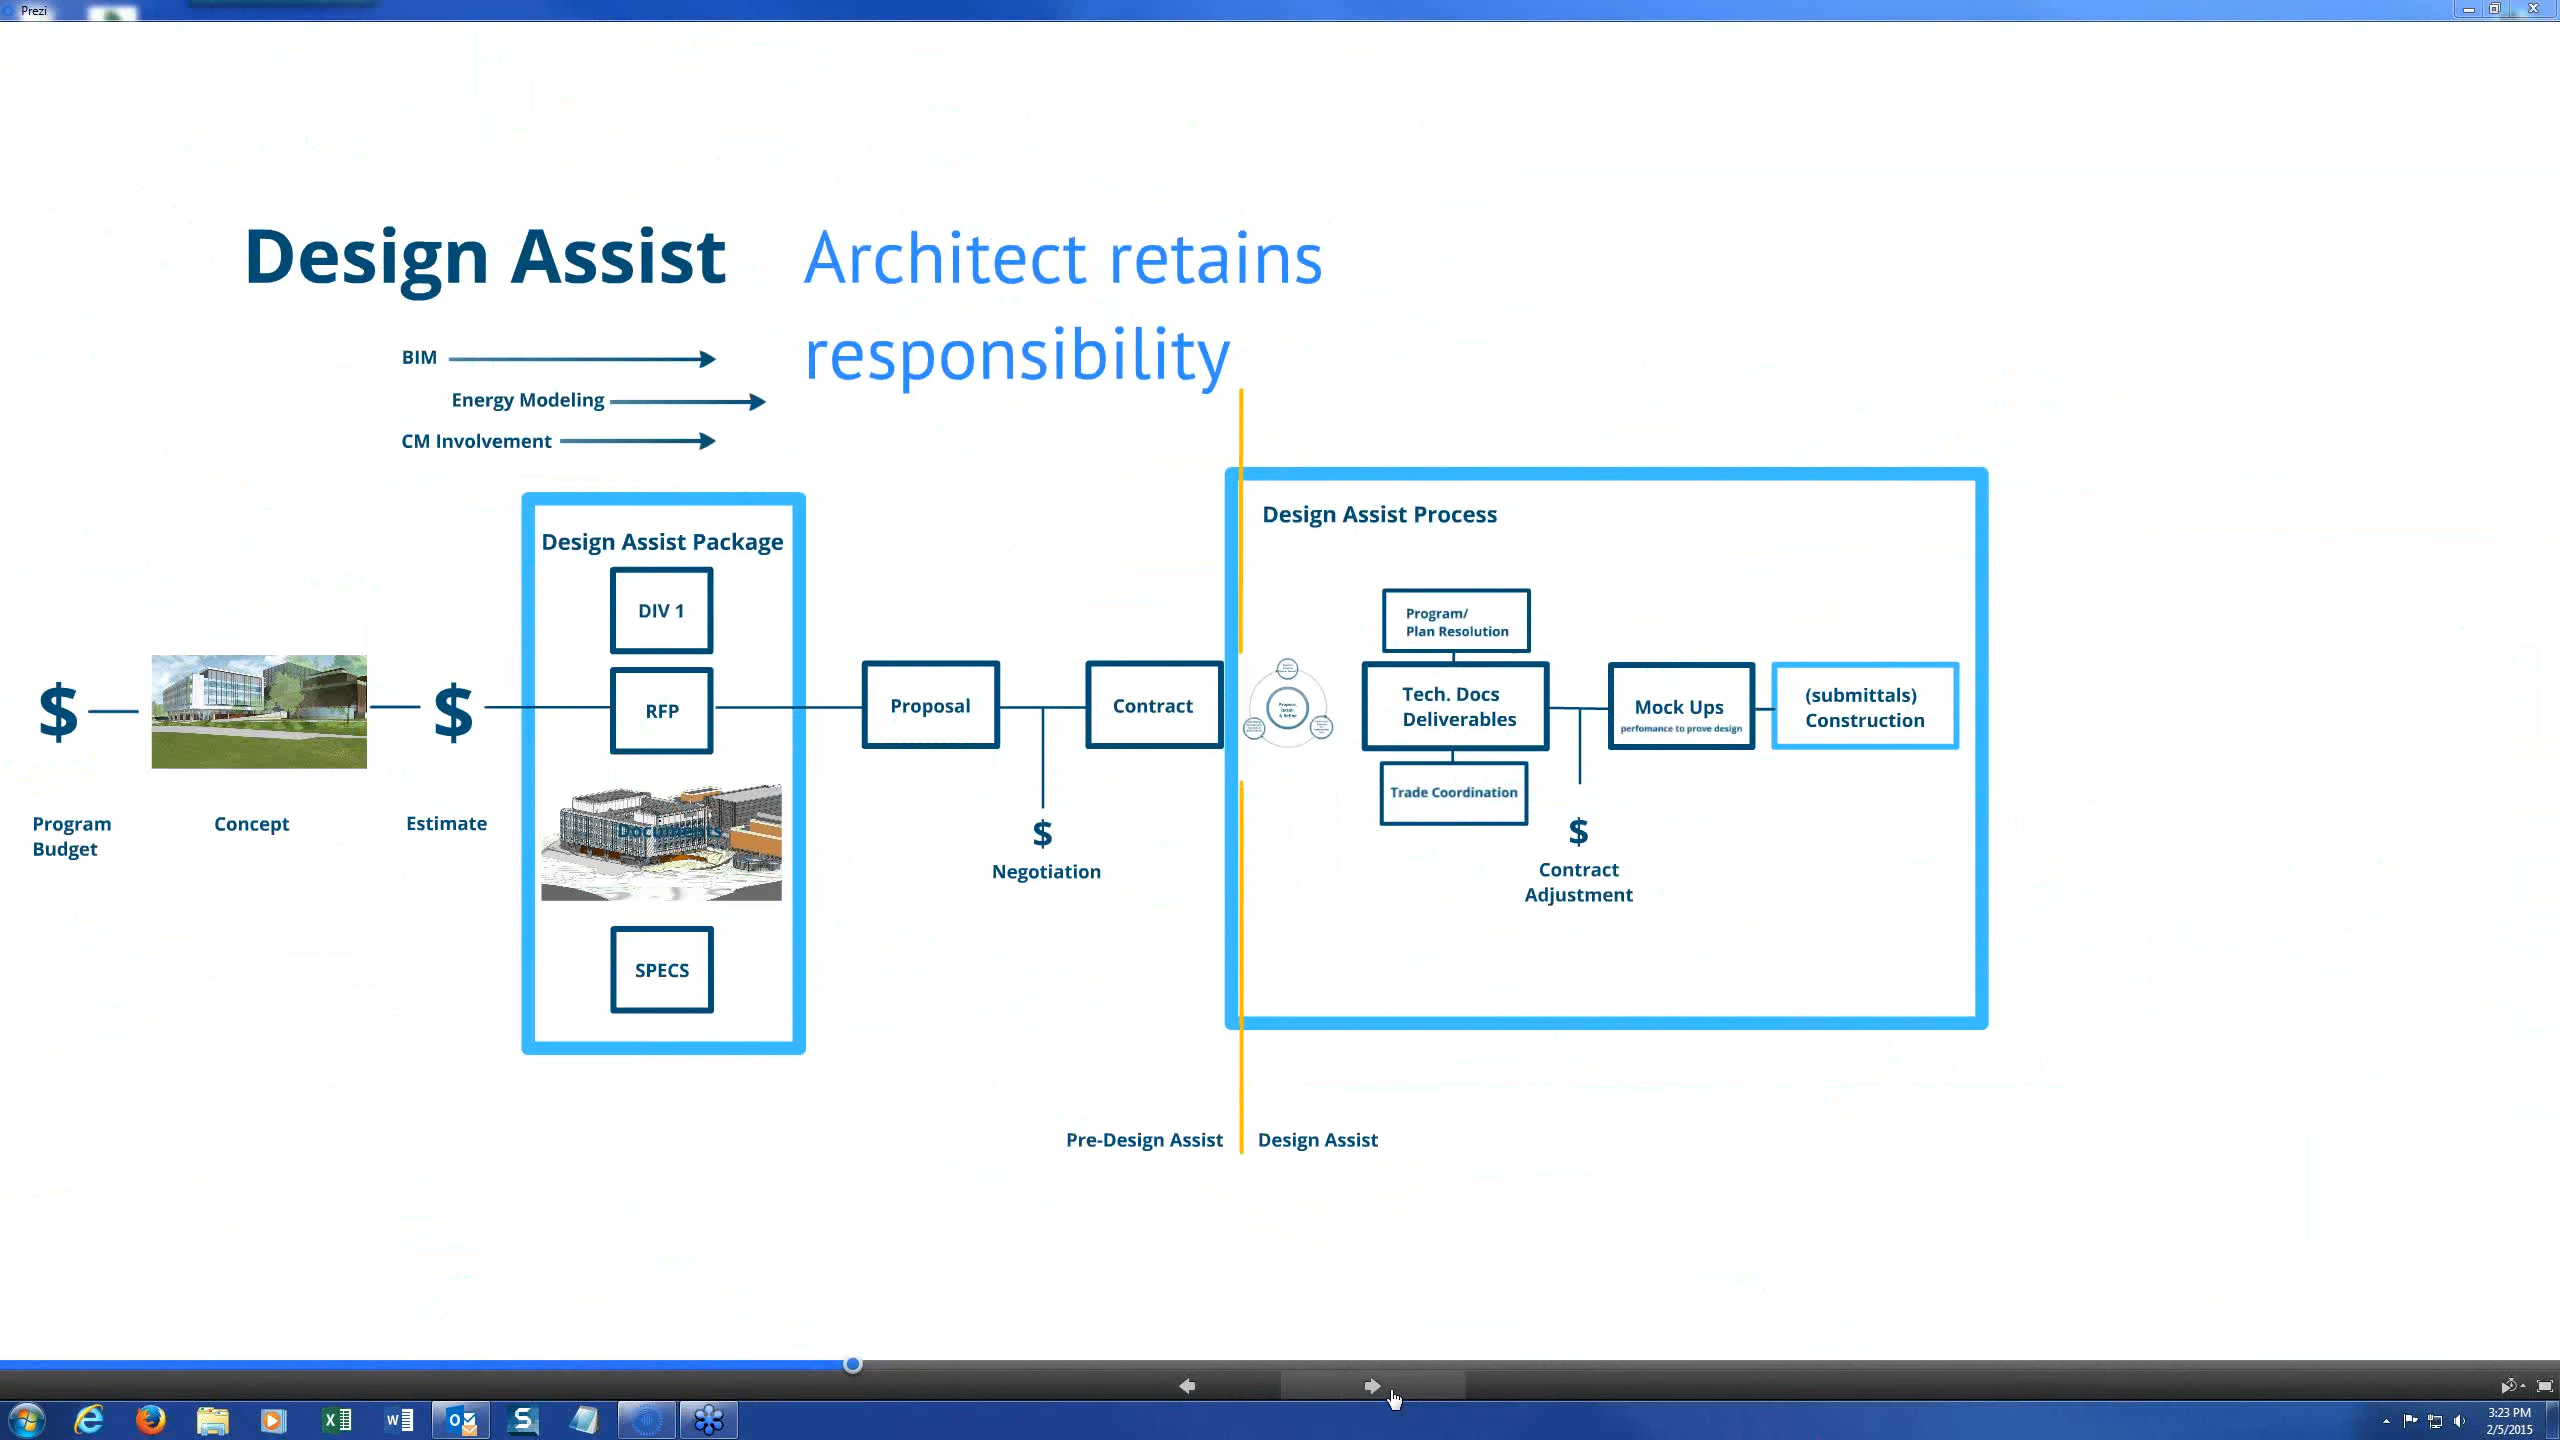 Prezi
Design Assist
Architect retains
responsibility
BIM
Energy Modeling
CM Involvement
Design Assist Package
DIV 1
RFP
Documents
SPECS
Program
Budget
Concept
Estimate
Proposal
Contract
$
$
$
Negotiation
Design Assist Process
Program/
Plan Resolution
Tech. Docs
Deliverables
Trade Coordination
Mock Ups
perfomance to prove design
(submittals)
Construction
$
Contract
Adjustment
Pre-Design Assist
Design Assist
3:23 PM
2/5/2015